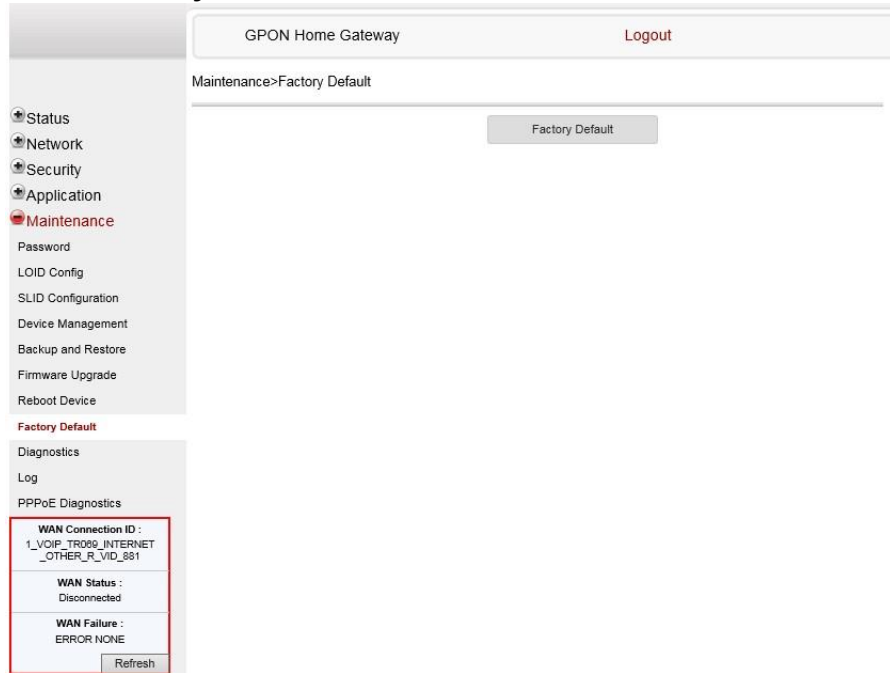 GPON Home Gateway
Logout
Maintenance>Factory Default
Factory Default
Status
Network
Security
Application
Maintenance
Password
LOID Config
SLID Configuration
Device Management
Backup and Restore
Firmware Upgrade
Reboot Device
Factory Default
Diagnostics
Log
PPPoE Diagnostics
WAN Connection ID :
1_VOIP_TR069_INTERNET
_OTHER_R_VID_881
WAN Status :
Disconnected
WAN Failure :
ERROR NONE
Refresh